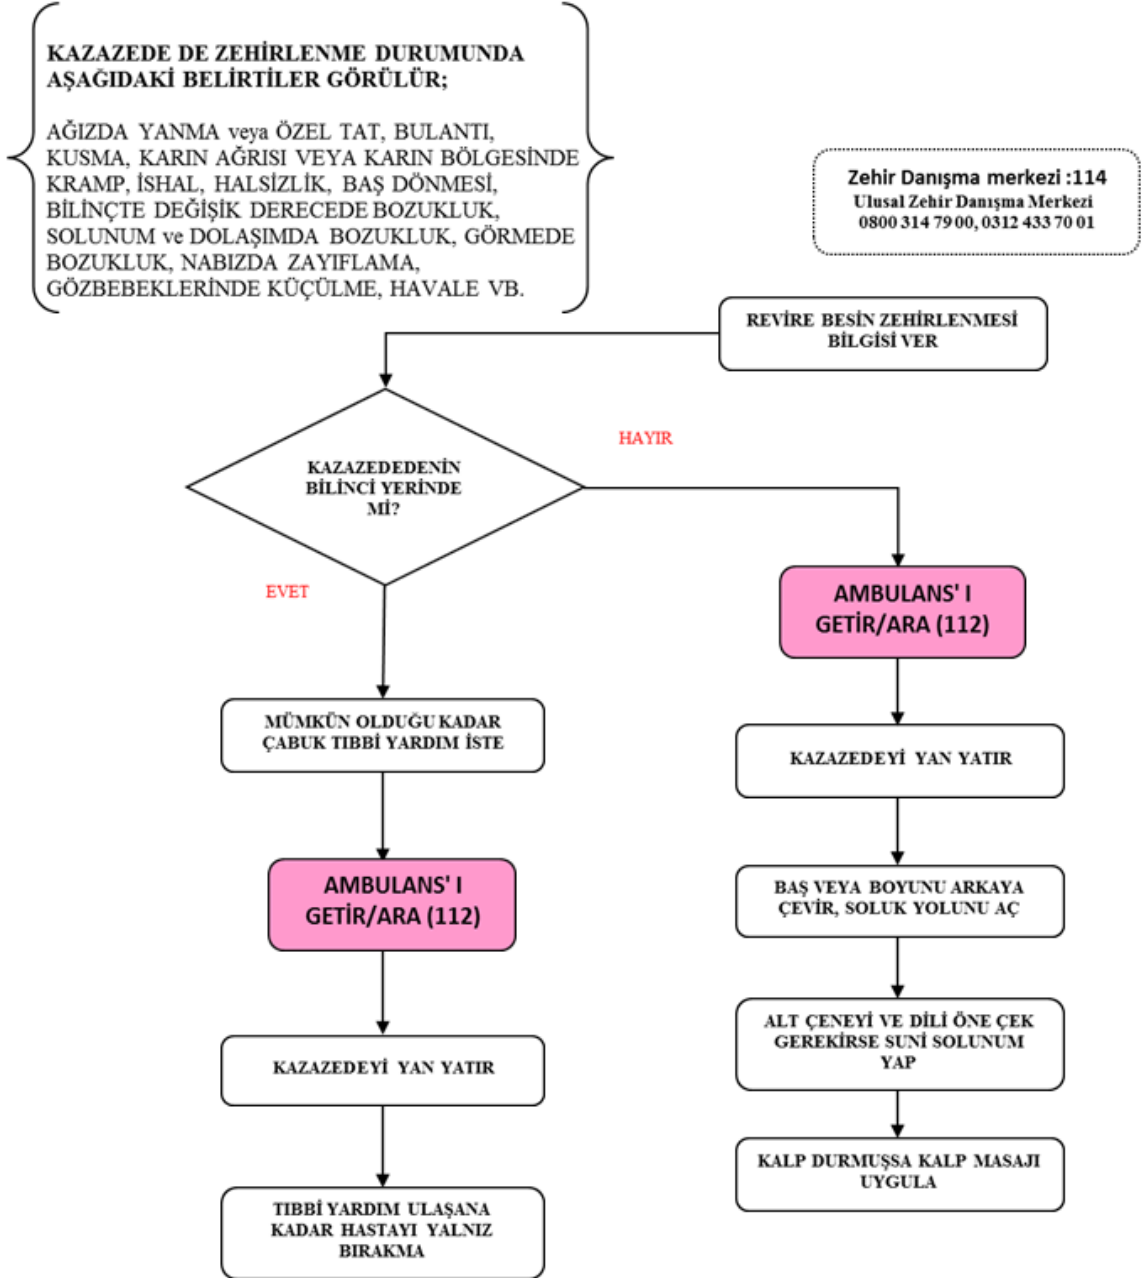 KAZAZEDE DE ZEHİRLENME DURUMUNDA
AŞAĞIDAKİ BELİRTİLER GÖRÜLÜR;
AĞIZDA YANMA veya ÖZEL TAT, BULANTI,
KUSMA, KARIN AĞRISI VEYA KARIN BÖLGESİNDE
KRAMP, İSHAL, HALSİZLİK, BAŞ DÖNMESİ,
BİLİNÇTE DEĞİŞİK DERECEDE BOZUKLUK,
SOLUNUM ve DOLAŞIMDA BOZUKLUK, GÖRMEDE
BOZUKLUK, NABIZDA ZAYIFLAMA,
GÖZBEBEKLERİNDE KÜÇÜLME, HAVALE VB.
Zehir Danışma merkezi :114
Ulusal Zehir Danışma Merkezi
0800 314 79 00, 0312 433 70 01
REVİRE BESİN ZEHİRLENMESİ
BİLGİSİ VER
KAZAZEDEDENİN
BİLİNCİ YERİNDE
Mİ?
HAYIR
EVET
MÜMKÜN OLDUĞU KADAR
ÇABUK TIBBİ YARDIM İSTE
AMBULANS' I
GETİR/ARA (112)
KAZAZEDEYİ YAN YATIR
TIBBİ YARDIM ULAŞANA
KADAR HASTAYI YALNIZ
BIRAKMA
AMBULANS' I
GETİR/ARA (112)
KAZAZEDEYİ YAN YATIR
BAŞ VEYA BOYUNU ARKAYA
ÇEVİR, SOLUK YOLUNU AÇ
ALT ÇENEYİ VE DİLİ ÖNE ÇEK
GEREKİRSE SUNİ SOLUNUM
YAP
KALP DURMUŞSA KALP MASAJI
UYGULA